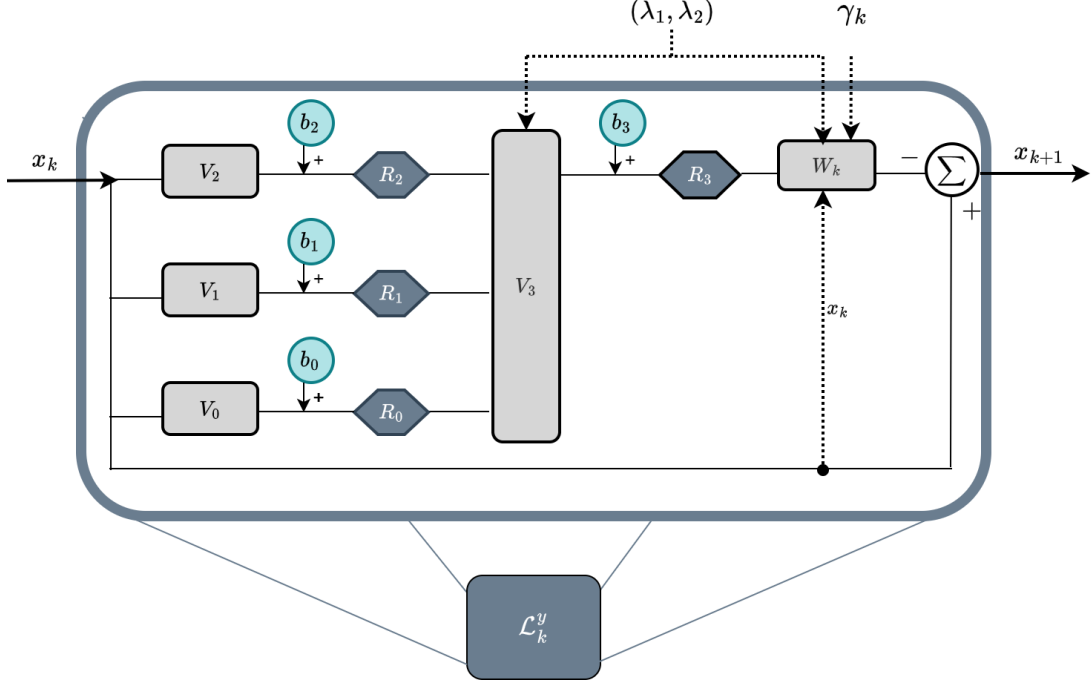 (λ₁, λ₂)
γₖ
b₂
b₃
xₖ
V₂
+
R₂
+
R₃
Wₖ
−
∑
xₖ₊₁
+
b₁
V₁
+
R₁
V₃
xₖ
b₀
V₀
+
R₀
ℒₖʸ